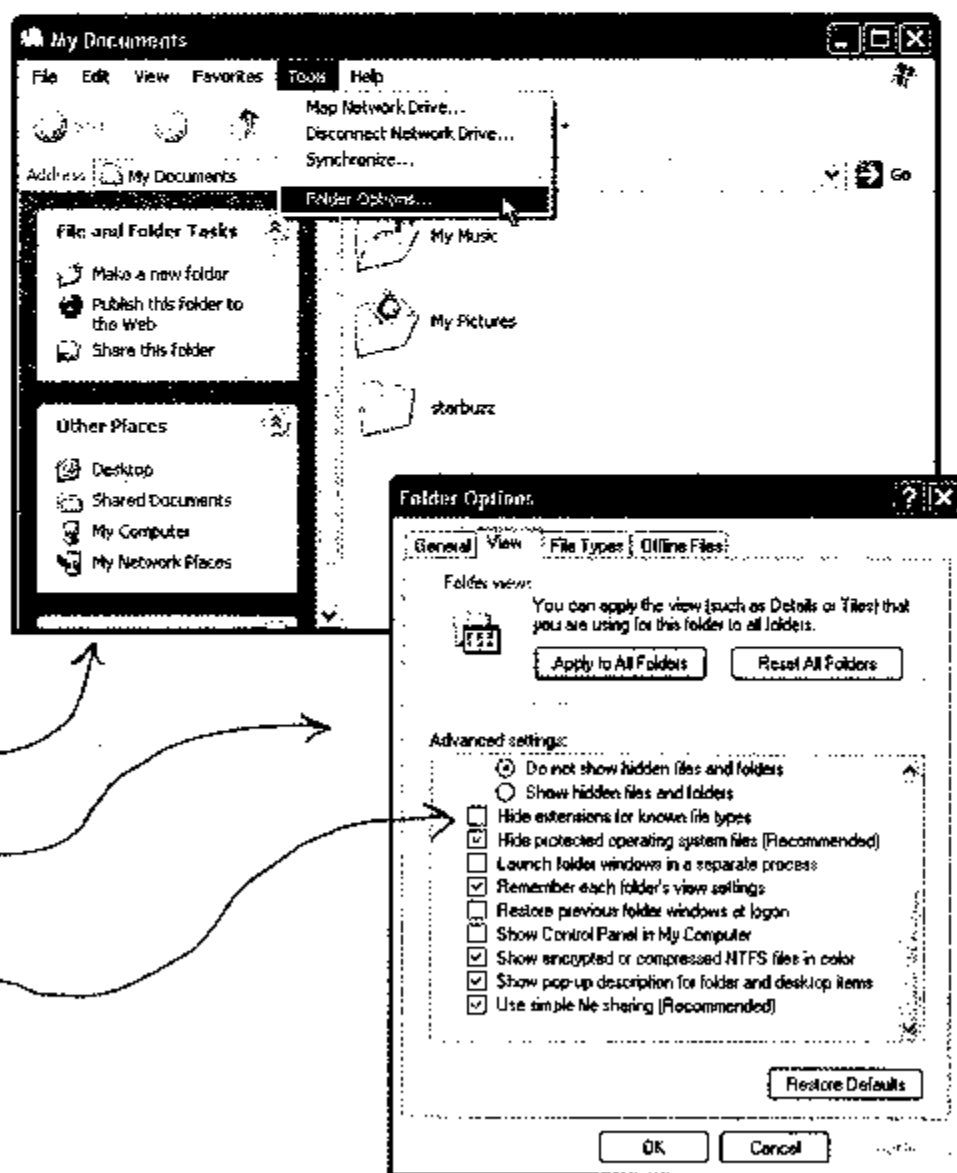 My Documents
File Edit View Favorites Tools Help
Map Network Drive...
Disconnect Network Drive...
Synchronize...
Folder Options...
Address My Documents
Go
File and Folder Tasks
Make a new folder
Publish this folder to
the Web
Share this folder
My Music
My Pictures
starbuzz
Other Places
Desktop
Shared Documents
My Computer
My Network Places
Folder Options
General View File Types Offline Files
Folder views
You can apply the view (such as Details or Tiles) that
you are using for this folder to all folders.
Apply to All Folders Reset All Folders
Advanced settings:
Do not show hidden files and folders
Show hidden files and folders
Hide extensions for known file types
Hide protected operating system files (Recommended)
Launch folder windows in a separate process
Remember each folder's view settings
Restore previous folder windows at logon
Show Control Panel in My Computer
Show encrypted or compressed NTFS files in color
Show pop-up description for folder and desktop items
Use simple file sharing (Recommended)
Restore Defaults
OK Cancel